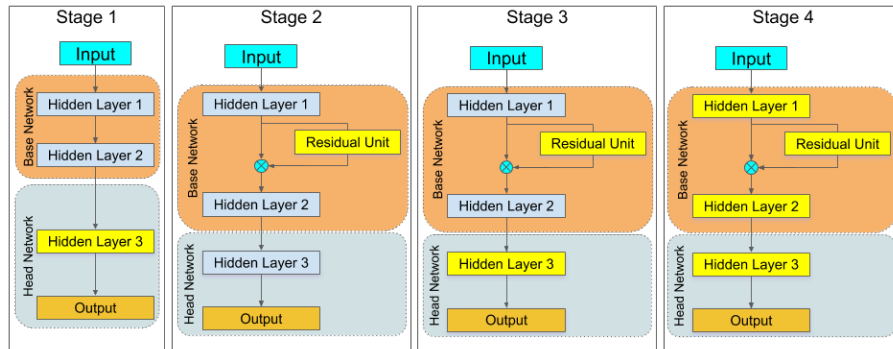 Stage 1
Input
Base Network
Hidden Layer 1
Hidden Layer 2
Head Network
Hidden Layer 3
Output
Stage 2
Input
Base Network
Hidden Layer 1
Residual Unit
Hidden Layer 2
Head Network
Hidden Layer 3
Output
Stage 3
Input
Base Network
Hidden Layer 1
Residual Unit
Hidden Layer 2
Head Network
Hidden Layer 3
Output
Stage 4
Input
Base Network
Hidden Layer 1
Residual Unit
Hidden Layer 2
Head Network
Hidden Layer 3
Output